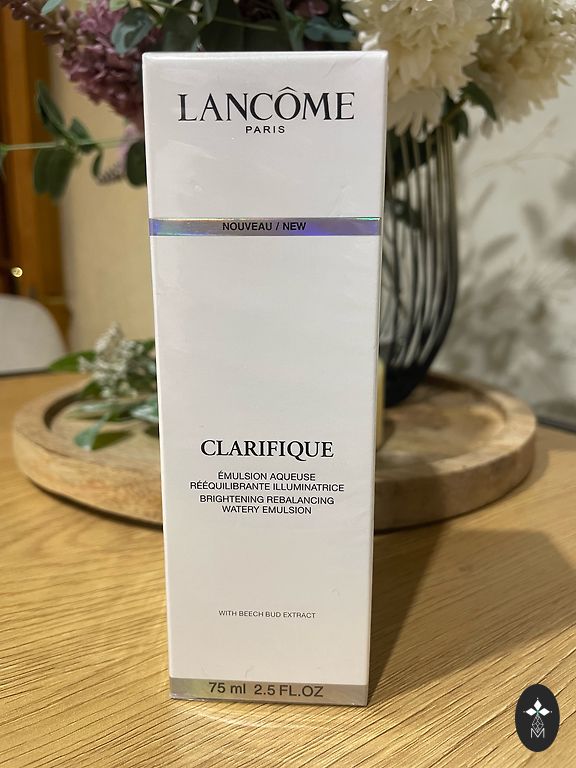 LANCÔME
PARIS
NOUVEAU / NEW
CLARIFIQUE
ÉMULSION AQUEUSE
RÉÉQUILIBRANTE ILLUMINATRICE
BRIGHTENING REBALANCING
WATERY EMULSION
WITH BEECH BUD EXTRACT
75 ml 2.5 FL.OZ